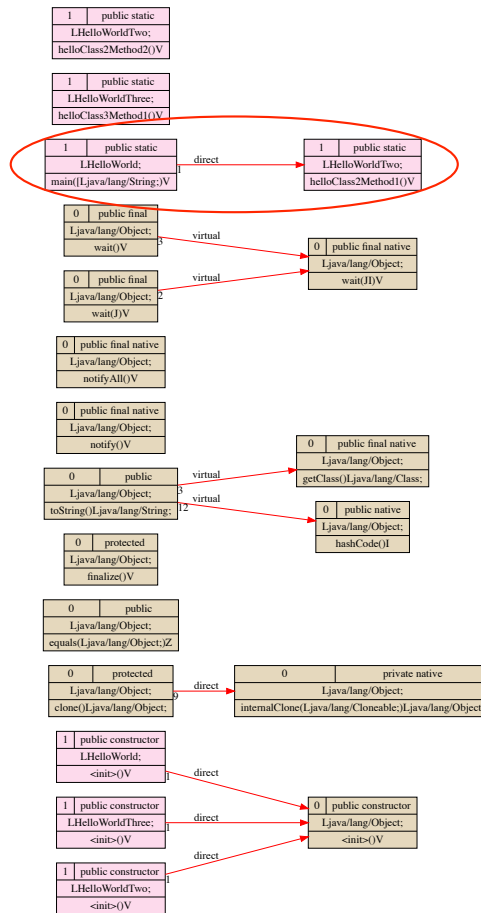 1 public static
LHelloWorldTwo;
helloClass2Method2()V
1 public static
LHelloWorldThree;
helloClass3Method1()V
1 public static
LHelloWorld;
main([Ljava/lang/String;)V
1
direct
1 public static
LHelloWorldTwo;
helloClass2Method1()V
0 public final
Ljava/lang/Object;
wait()V
3
virtual
0 public final native
Ljava/lang/Object;
wait(JI)V
0 public final
Ljava/lang/Object;
wait(J)V
2
virtual
0 public final native
Ljava/lang/Object;
notifyAll()V
0 public final native
Ljava/lang/Object;
notify()V
0 public final native
Ljava/lang/Object;
getClass()Ljava/lang/Class;
0 public
Ljava/lang/Object;
toString()Ljava/lang/String;
3
virtual
12
virtual
0 public native
Ljava/lang/Object;
hashCode()I
0 protected
Ljava/lang/Object;
finalize()V
0 public
Ljava/lang/Object;
equals(Ljava/lang/Object;)Z
0 protected
Ljava/lang/Object;
clone()Ljava/lang/Object;
9
direct
0 private native
Ljava/lang/Object;
internalClone(Ljava/lang/Cloneable;)Ljava/lang/Object
1 public constructor
LHelloWorld;
<init>()V
1
direct
1 public constructor
LHelloWorldThree;
<init>()V
1
direct
0 public constructor
Ljava/lang/Object;
<init>()V
1 public constructor
LHelloWorldTwo;
<init>()V
1
direct